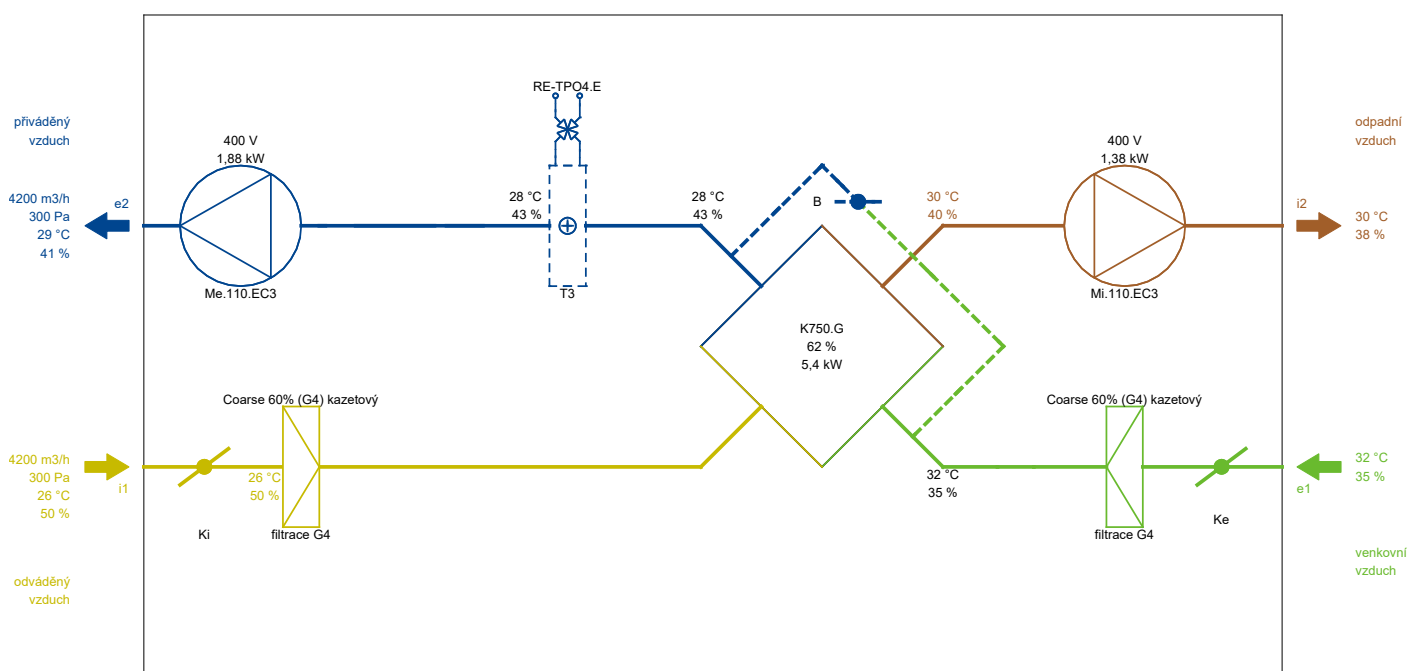 RE-TPO4.E
přiváděný
vzduch
400 V
1,88 kW
4200 m3/h
300 Pa
29 °C
41 %
e2
Me.110.EC3
28 °C
43 %
T3
28 °C
43 %
B
30 °C
40 %
400 V
1,38 kW
Mi.110.EC3
odpadní
vzduch
i2
30 °C
38 %
K750.G
62 %
5,4 kW
Coarse 60% (G4) kazetový
4200 m3/h
300 Pa
26 °C
50 %
i1
26 °C
50 %
Ki
filtrace G4
odváděný
vzduch
Coarse 60% (G4) kazetový
32 °C
35 %
filtrace G4
Ke
32 °C
35 %
e1
venkovní
vzduch